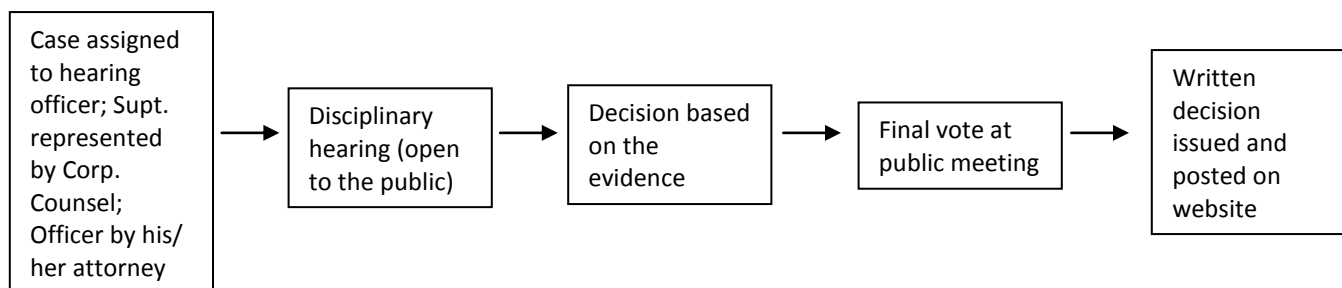 Case assigned
to hearing
officer; Supt.
represented
by Corp.
Counsel;
Officer by his/
her attorney
Disciplinary
hearing (open
to the public)
Decision based
on the
evidence
Final vote at
public meeting
Written
decision
issued and
posted on
website